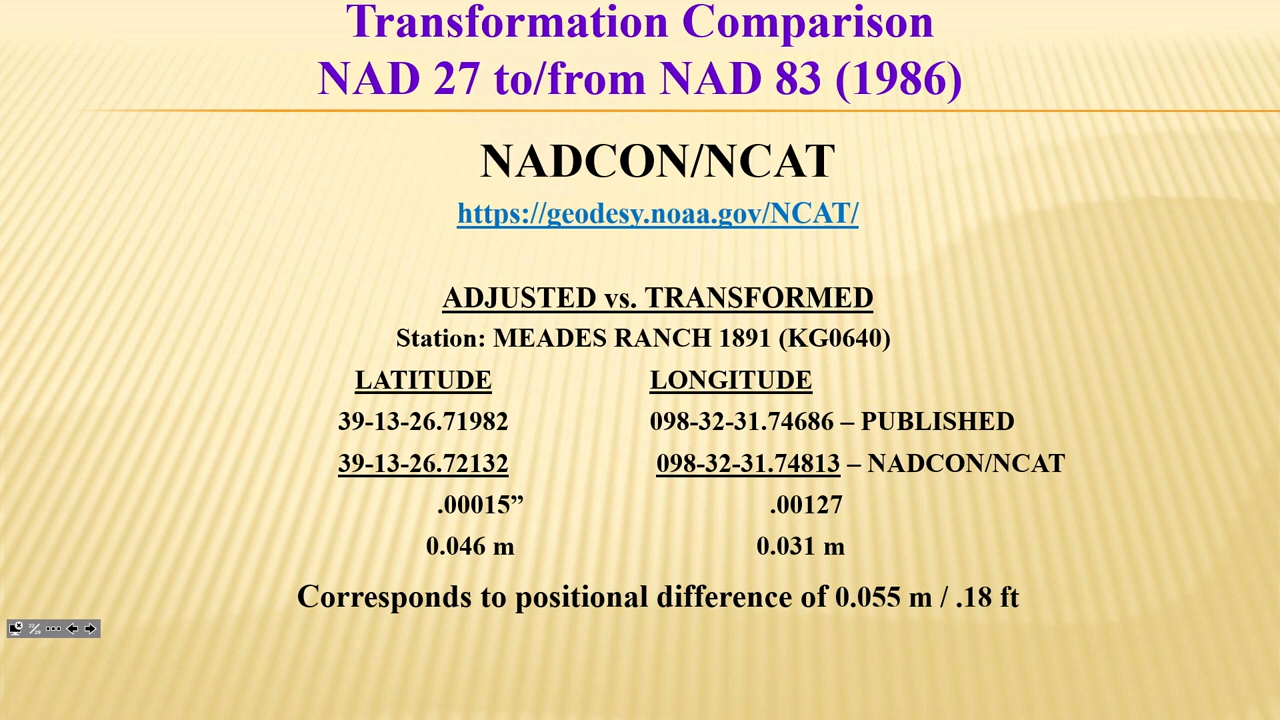 Transformation Comparison
NAD 27 to/from NAD 83 (1986)
NADCON/NCAT
https://geodesy.noaa.gov/NCAT/
ADJUSTED vs. TRANSFORMED
Station: MEADES RANCH 1891 (KG0640)
LATITUDE LONGITUDE
39-13-26.71982 098-32-31.74686 – PUBLISHED
39-13-26.72132 098-32-31.74813 – NADCON/NCAT
.00015” .00127
0.046 m 0.031 m
Corresponds to positional difference of 0.055 m / .18 ft